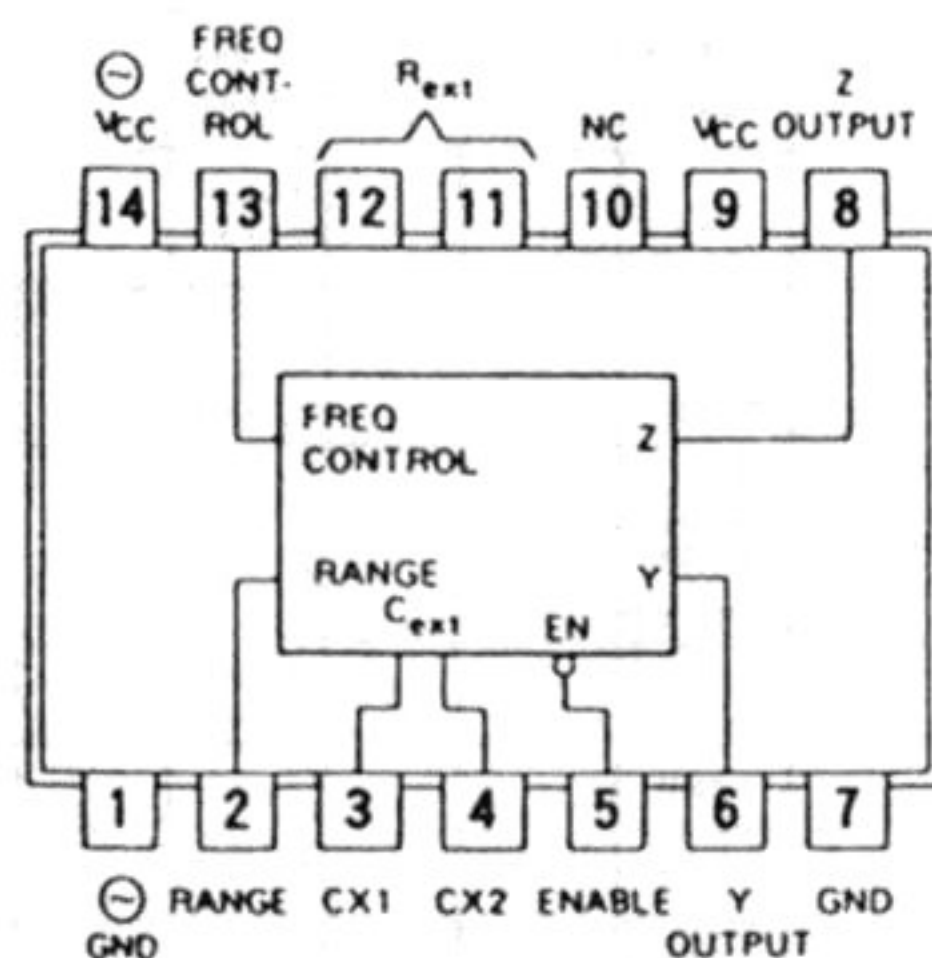 FREQ
CONT-
ROL
~
VCC
Rext
NC
VCC
Z
OUTPUT
14
13
12
11
10
9
8
FREQ
CONTROL
Z
RANGE
Y
Cext
EN
1
2
3
4
5
6
7
~
GND
RANGE
CX1
CX2
ENABLE
Y
OUTPUT
GND